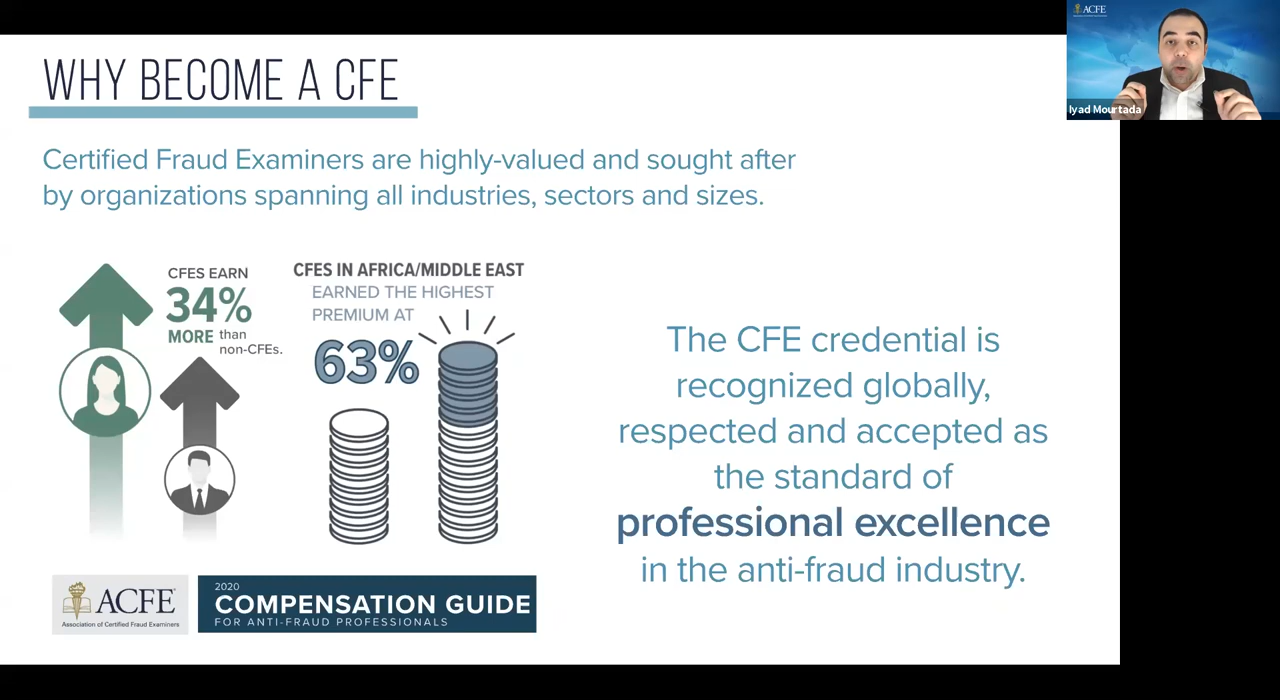 WHY BECOME A CFE
Certified Fraud Examiners are highly-valued and sought after
by organizations spanning all industries, sectors and sizes.
CFES EARN
34%
MORE than
non-CFEs.
CFES IN AFRICA/MIDDLE EAST
EARNED THE HIGHEST
PREMIUM AT
63%
The CFE credential is
recognized globally,
respected and accepted as
the standard of
professional excellence
in the anti-fraud industry.
ACFE
Association of Certified Fraud Examiners
2020
COMPENSATION GUIDE
FOR ANTI-FRAUD PROFESSIONALS
ACFE
Iyad Mourtada